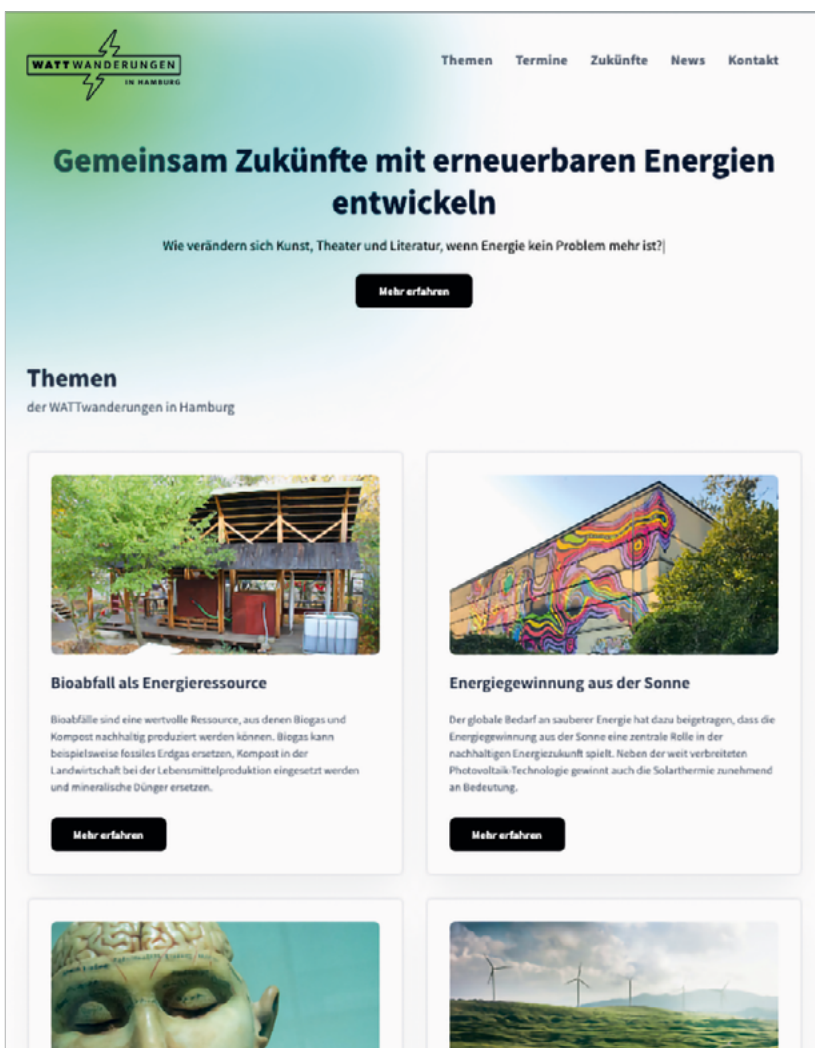 WATTWANDERUNGEN
IN HAMBURG
Themen Termine Zukünfte News Kontakt
Gemeinsam Zukünfte mit erneuerbaren Energien
entwickeln
Wie verändern sich Kunst, Theater und Literatur, wenn Energie kein Problem mehr ist?|
Mehr erfahren
Themen
der WATTwanderungen in Hamburg
Bioabfall als Energieressource
Bioabfälle sind eine wertvolle Ressource, aus denen Biogas und
Kompost nachhaltig produziert werden können. Biogas kann
beispielsweise fossiles Erdgas ersetzen, Kompost in der
Landwirtschaft bei der Lebensmittelproduktion eingesetzt werden
und mineralische Dünger ersetzen.
Mehr erfahren
Energiegewinnung aus der Sonne
Der globale Bedarf an sauberer Energie hat dazu beigetragen, dass die
Energiegewinnung aus der Sonne eine zentrale Rolle in der
nachhaltigen Energiezukunft spielt. Neben der weit verbreiteten
Photovoltaik-Technologie gewinnt auch die Solarthermie zunehmend
an Bedeutung.
Mehr erfahren